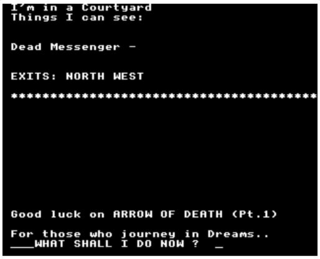 I'm in a Courtyard
Things I can see:
Dead Messenger -
EXITS: NORTH WEST
****************************************
Good luck on ARROW OF DEATH (Pt.1)
For those who journey in Dreams..
___WHAT SHALL I DO NOW ? _